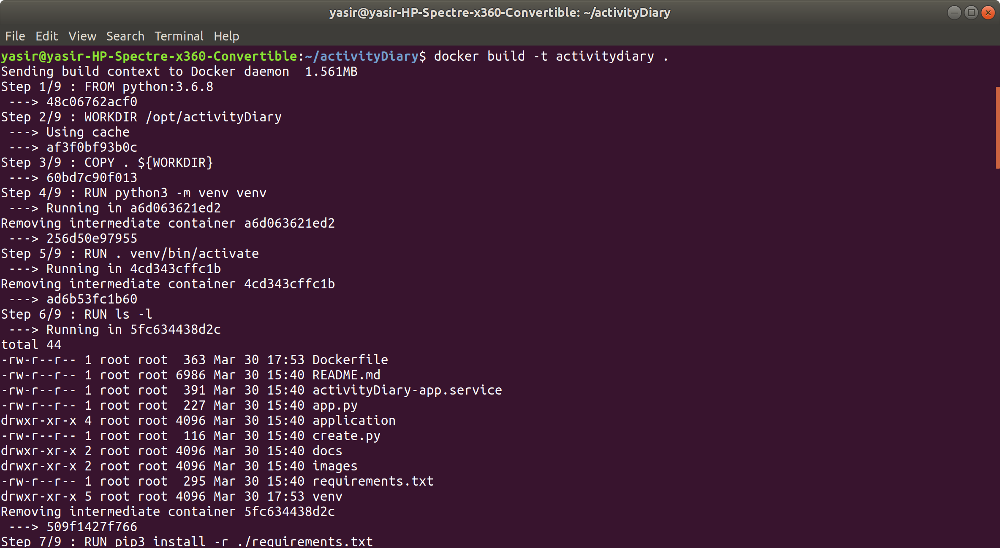 yasir@yasir-HP-Spectre-x360-Convertible: ~/activityDiary
File Edit View Search Terminal Help
yasir@yasir-HP-Spectre-x360-Convertible:~/activityDiary$ docker build -t activitydiary .
Sending build context to Docker daemon  1.561MB
Step 1/9 : FROM python:3.6.8
 ---> 48c06762acf0
Step 2/9 : WORKDIR /opt/activityDiary
 ---> Using cache
 ---> af3f0bf93b0c
Step 3/9 : COPY . ${WORKDIR}
 ---> 60bd7c90f013
Step 4/9 : RUN python3 -m venv venv
 ---> Running in a6d063621ed2
Removing intermediate container a6d063621ed2
 ---> 256d50e97955
Step 5/9 : RUN . venv/bin/activate
 ---> Running in 4cd343cffc1b
Removing intermediate container 4cd343cffc1b
 ---> ad6b53fc1b60
Step 6/9 : RUN ls -l
 ---> Running in 5fc634438d2c
total 44
-rw-r--r-- 1 root root  363 Mar 30 17:53 Dockerfile
-rw-r--r-- 1 root root 6986 Mar 30 15:40 README.md
-rw-r--r-- 1 root root  391 Mar 30 15:40 activityDiary-app.service
-rw-r--r-- 1 root root  227 Mar 30 15:40 app.py
drwxr-xr-x 4 root root 4096 Mar 30 15:40 application
-rw-r--r-- 1 root root  116 Mar 30 15:40 create.py
drwxr-xr-x 2 root root 4096 Mar 30 15:40 docs
drwxr-xr-x 2 root root 4096 Mar 30 15:40 images
-rw-r--r-- 1 root root  295 Mar 30 15:40 requirements.txt
drwxr-xr-x 5 root root 4096 Mar 30 17:53 venv
Removing intermediate container 5fc634438d2c
 ---> 509f1427f766
Step 7/9 : RUN pip3 install -r ./requirements.txt